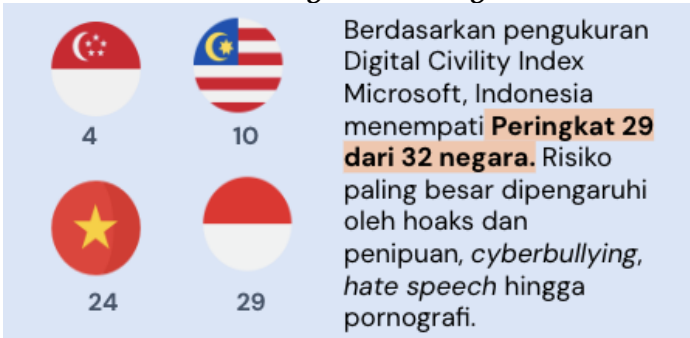 4
10
24
29
Berdasarkan pengukuran
Digital Civility Index
Microsoft, Indonesia
menempati Peringkat 29
dari 32 negara. Risiko
paling besar dipengaruhi
oleh hoaks dan
penipuan, cyberbullying,
hate speech hingga
pornografi.